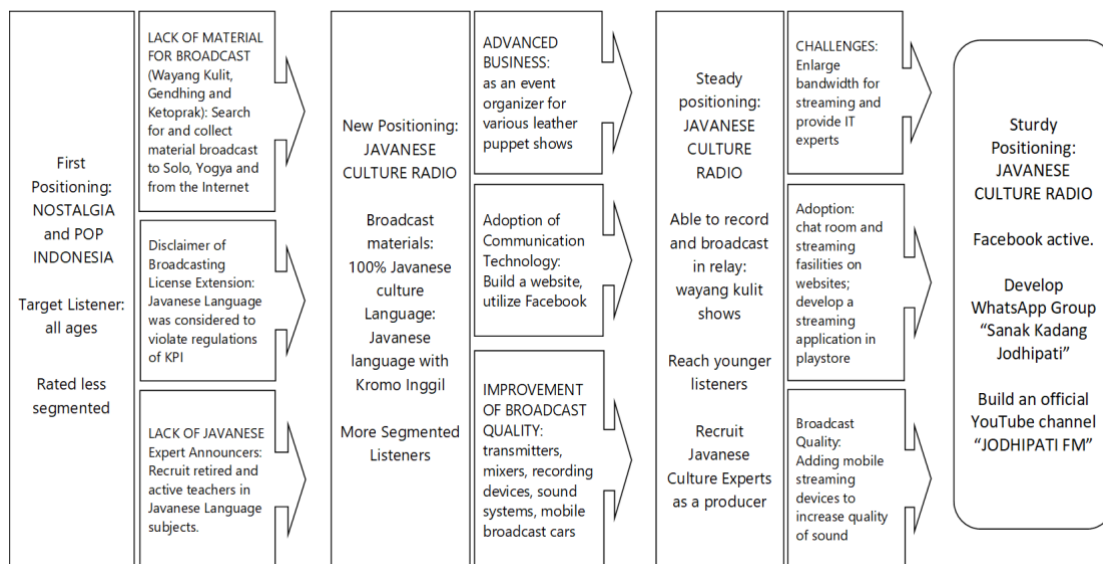 First
Positioning:
NOSTALGIA
and POP
INDONESIA
Target Listener:
all ages
Rated less
segmented
LACK OF MATERIAL
FOR BROADCAST
(Wayang Kulit,
Gendhing and
Ketoprak): Search
for and collect
material broadcast
to Solo, Yogya and
from the Internet
Disclaimer of
Broadcasting
License Extension:
Javanese Language
was considered to
violate regulations
of KPI
LACK OF JAVANESE
Expert Announcers:
Recruit retired and
active teachers in
Javanese Language
subjects.
New Positioning:
JAVANESE
CULTURE RADIO
Broadcast
materials:
100% Javanese
culture
Language:
Javanese
language with
Kromo Inggil
More Segmented
Listeners
ADVANCED
BUSINESS:
as an event
organizer for
various leather
puppet shows
Adoption of
Communication
Technology:
Build a website,
utilize Facebook
IMPROVEMENT
OF BROADCAST
QUALITY:
transmitters,
mixers, recording
devices, sound
systems, mobile
broadcast cars
Steady
positioning:
JAVANESE
CULTURE
RADIO
Able to record
and broadcast
in relay:
wayang kulit
shows
Reach younger
listeners
Recruit
Javanese
Culture Experts
as a producer
CHALLENGES:
Enlarge
bandwidth for
streaming and
provide IT
experts
Adoption:
chat room and
streaming
fasilities on
websites;
develop a
streaming
application in
playstore
Broadcast
Quality:
Adding mobile
streaming
devices to
increase quality
of sound
Sturdy
Positioning:
JAVANESE
CULTURE RADIO
Facebook active.
Develop
WhatsApp Group
“Sanak Kadang
Jodhipati”
Build an official
YouTube channel
“JODHIPATI FM”